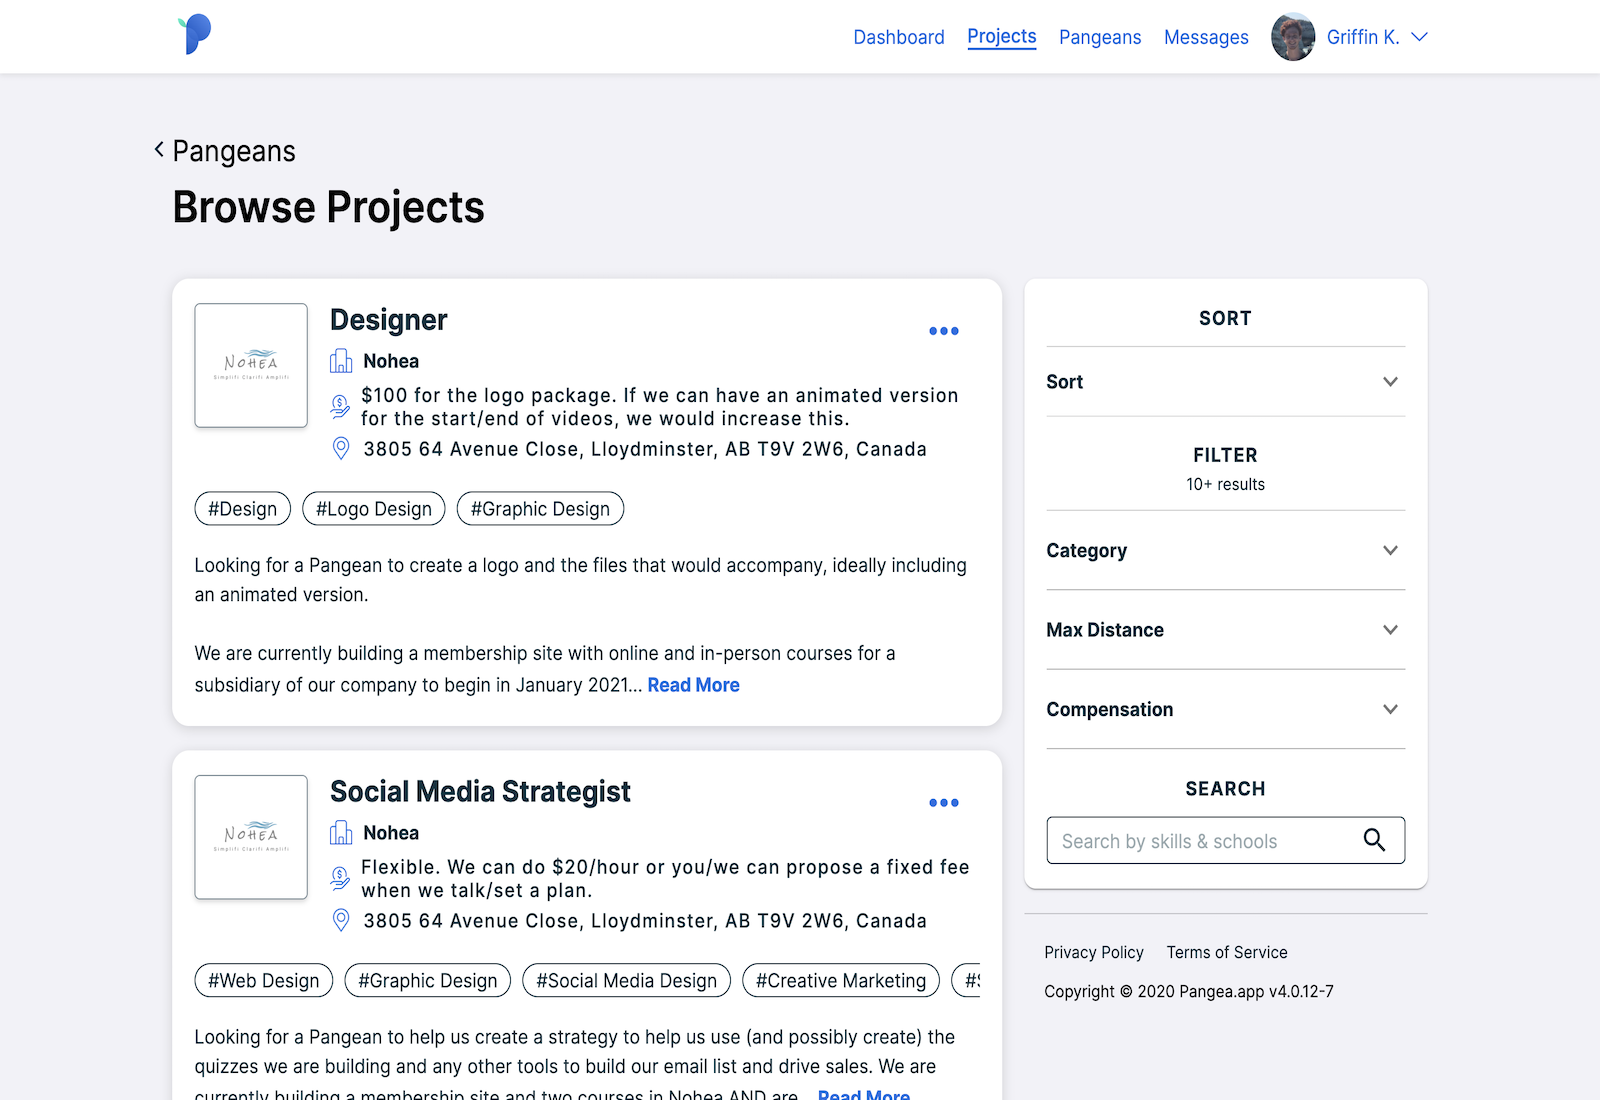 Dashboard Projects Pangeans Messages Griffin K.
Pangeans
Browse Projects
NOHEA
Simplifi Clarifi Amplifi
Designer
Nohea
$100 for the logo package. If we can have an animated version
for the start/end of videos, we would increase this.
3805 64 Avenue Close, Lloydminster, AB T9V 2W6, Canada
#Design #Logo Design #Graphic Design
Looking for a Pangean to create a logo and the files that would accompany, ideally including
an animated version.
We are currently building a membership site with online and in-person courses for a
subsidiary of our company to begin in January 2021... Read More
NOHEA
Simplifi Clarifi Amplifi
Social Media Strategist
Nohea
Flexible. We can do $20/hour or you/we can propose a fixed fee
when we talk/set a plan.
3805 64 Avenue Close, Lloydminster, AB T9V 2W6, Canada
#Web Design #Graphic Design #Social Media Design #Creative Marketing
Looking for a Pangean to help us create a strategy to help us use (and possibly create) the
quizzes we are building and any other tools to build our email list and drive sales. We are
currently building a membership site and two courses in Nohea AND are... Read More
SORT
Sort
FILTER
10+ results
Category
Max Distance
Compensation
SEARCH
Search by skills & schools
Privacy Policy Terms of Service
Copyright © 2020 Pangea.app v4.0.12-7